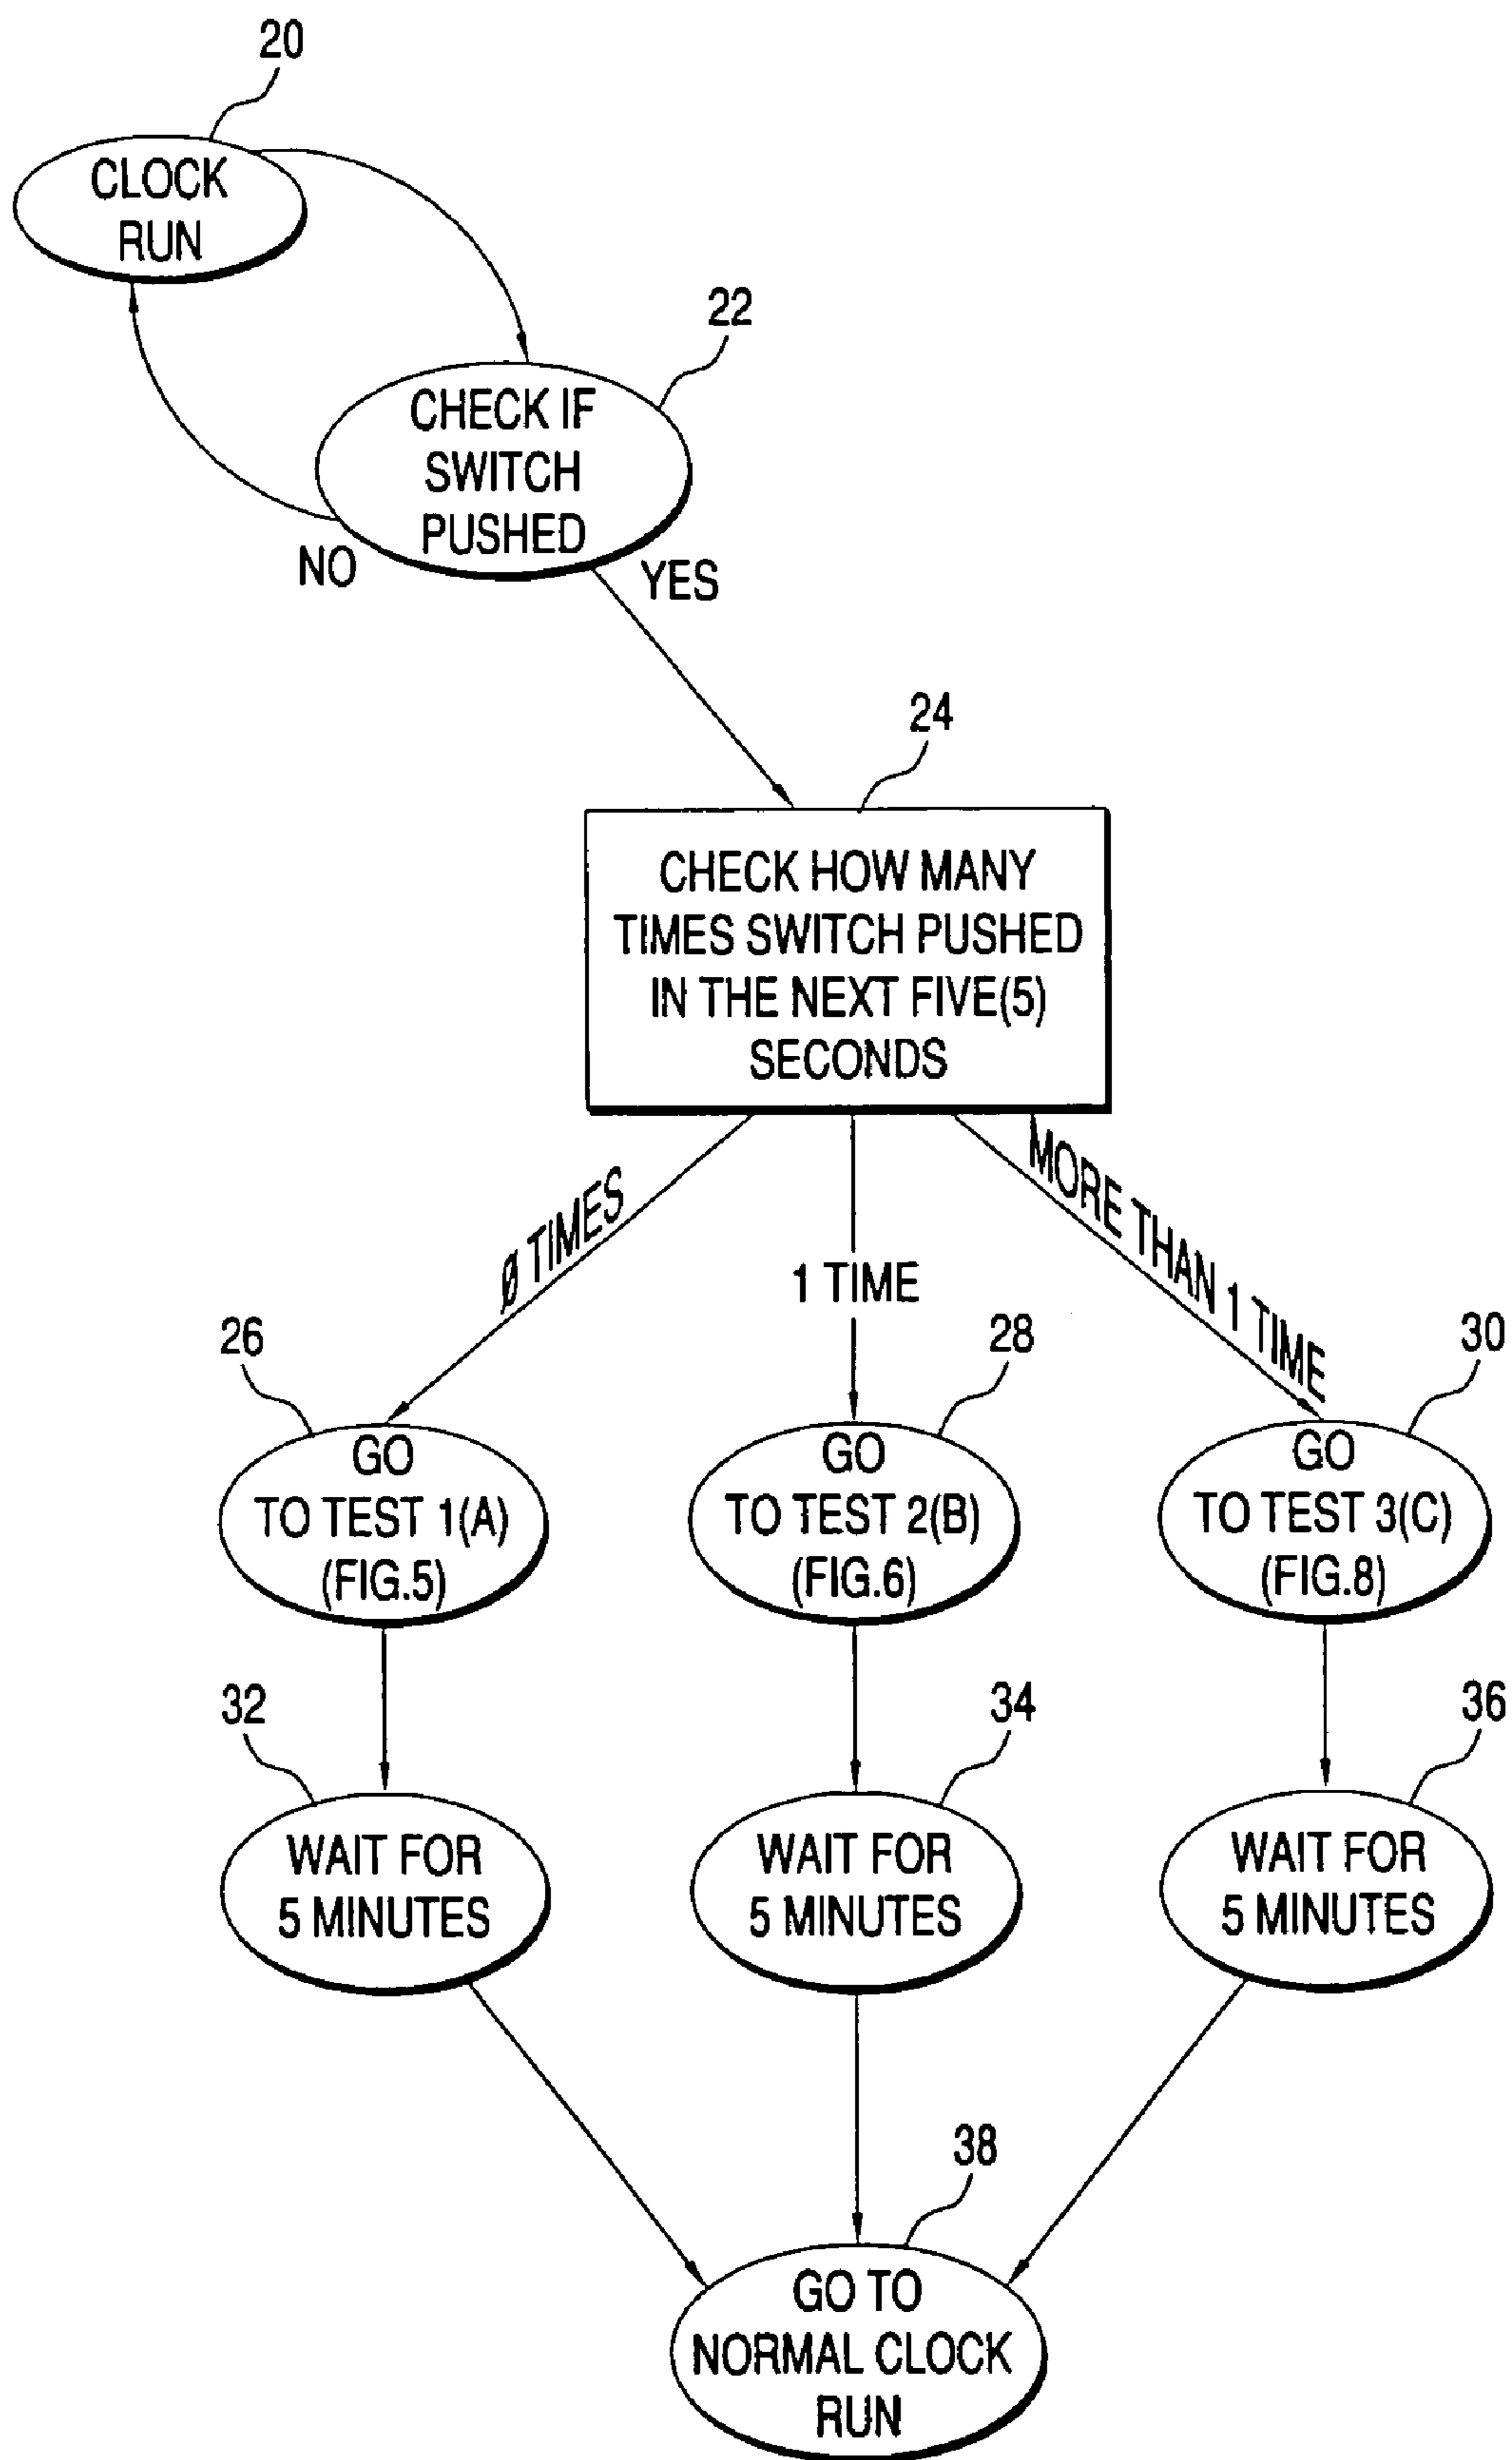 20
CLOCK
RUN
22
CHECK IF
SWITCH
PUSHED
NO
YES
24
CHECK HOW MANY
TIMES SWITCH PUSHED
IN THE NEXT FIVE(5)
SECONDS
Ø TIMES
1 TIME
MORE THAN 1 TIME
26
GO
TO TEST 1(A)
(FIG.5)
28
GO
TO TEST 2(B)
(FIG.6)
30
GO
TO TEST 3(C)
(FIG.8)
32
WAIT FOR
5 MINUTES
34
WAIT FOR
5 MINUTES
36
WAIT FOR
5 MINUTES
38
GO TO
NORMAL CLOCK
RUN